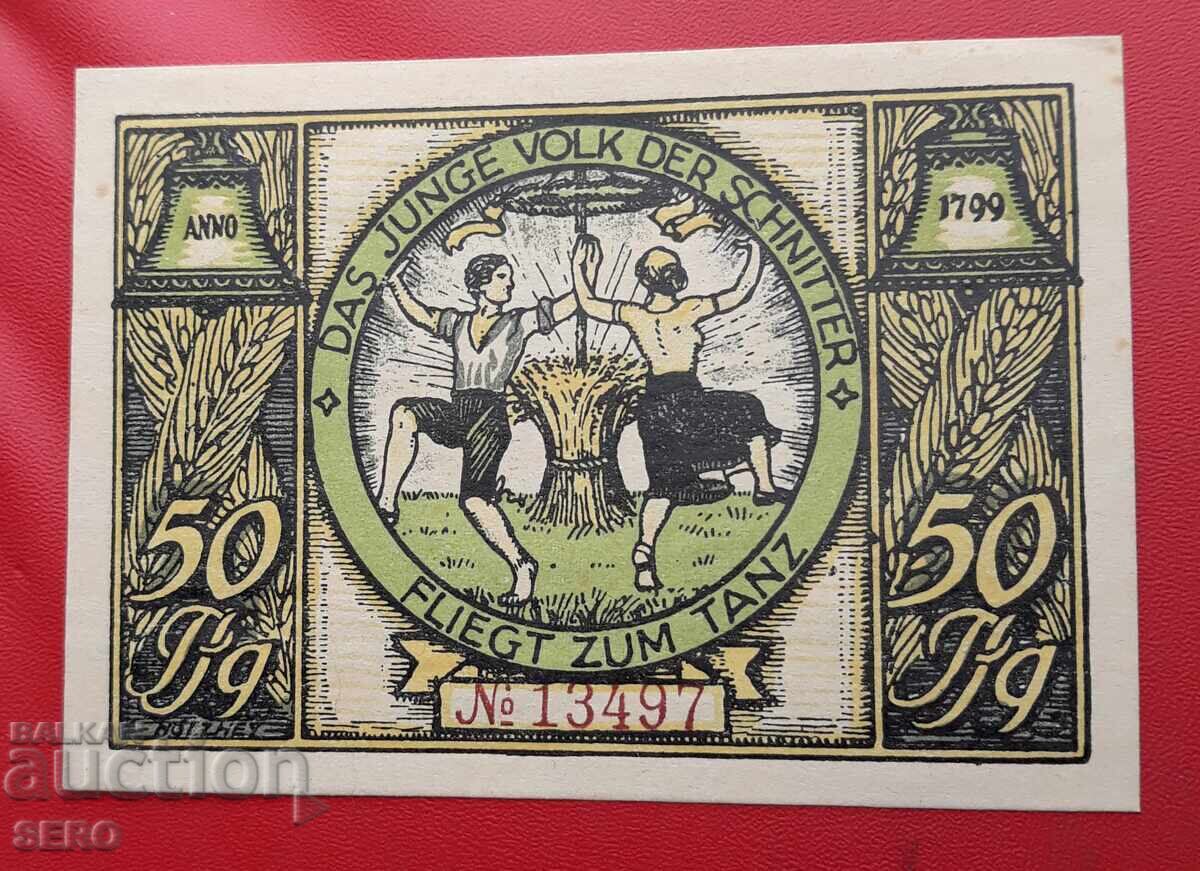 ANNO
1799
DAS JUNGE VOLK DER SCHNITTER
FLIEGT ZUM TANZ
50
Pfg
50
Pfg
№ 13497
HOLZHEY
BALKAN
auction
SERO